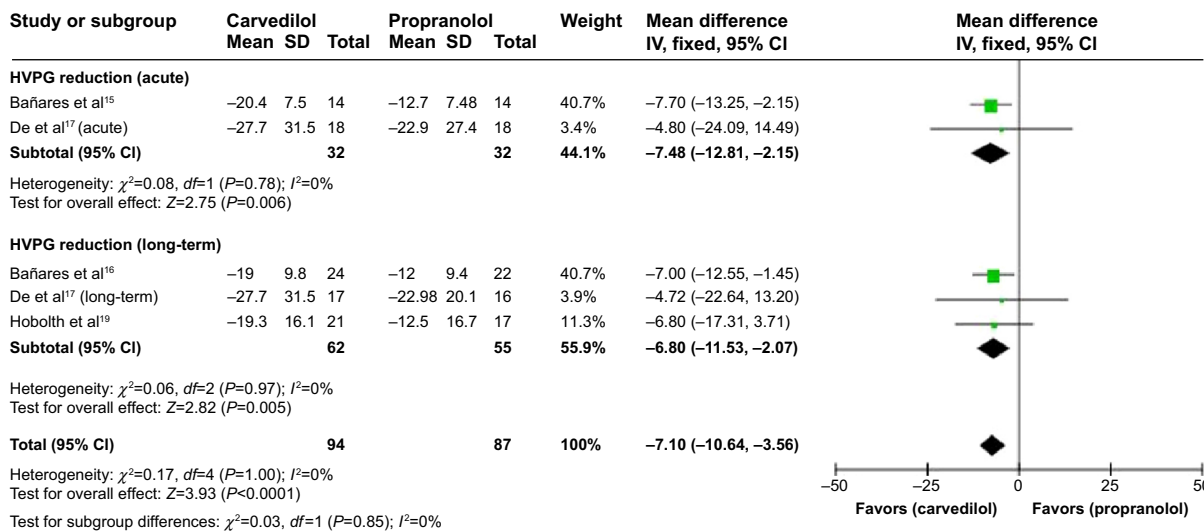 Study or subgroup Carvedilol Propranolol Weight Mean difference Mean difference
Mean SD Total Mean SD Total IV, fixed, 95% CI IV, fixed, 95% CI
HVPG reduction (acute)
Bañares et al¹⁵ –20.4 7.5 14 –12.7 7.48 14 40.7% –7.70 (–13.25, –2.15)
De et al¹⁷ (acute) –27.7 31.5 18 –22.9 27.4 18 3.4% –4.80 (–24.09, 14.49)
Subtotal (95% CI) 32 32 44.1% –7.48 (–12.81, –2.15)
Heterogeneity: χ²=0.08, df=1 (P=0.78); I²=0%
Test for overall effect: Z=2.75 (P=0.006)
HVPG reduction (long-term)
Bañares et al¹⁶ –19 9.8 24 –12 9.4 22 40.7% –7.00 (–12.55, –1.45)
De et al¹⁷ (long-term) –27.7 31.5 17 –22.98 20.1 16 3.9% –4.72 (–22.64, 13.20)
Hobolth et al¹⁹ –19.3 16.1 21 –12.5 16.7 17 11.3% –6.80 (–17.31, 3.71)
Subtotal (95% CI) 62 55 55.9% –6.80 (–11.53, –2.07)
Heterogeneity: χ²=0.06, df=2 (P=0.97); I²=0%
Test for overall effect: Z=2.82 (P=0.005)
Total (95% CI) 94 87 100% –7.10 (–10.64, –3.56)
Heterogeneity: χ²=0.17, df=4 (P=1.00); I²=0%
Test for overall effect: Z=3.93 (P<0.0001)
Test for subgroup differences: χ²=0.03, df=1 (P=0.85); I²=0%
–50 –25 0 25 50
Favors (carvedilol) Favors (propranolol)